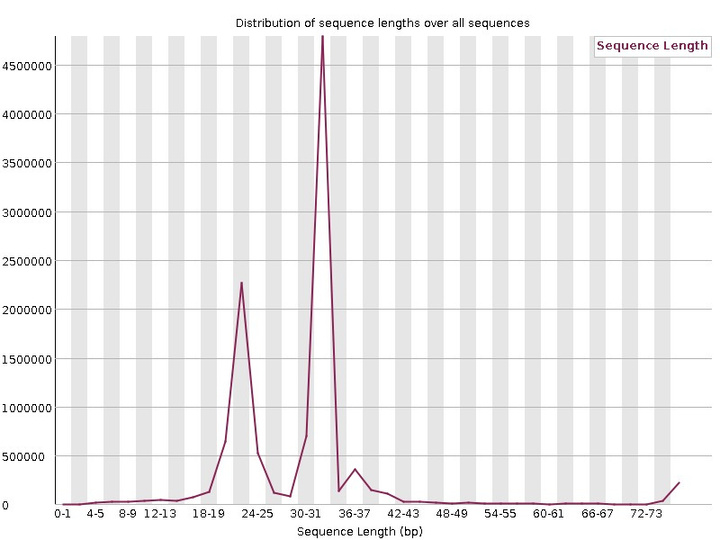 Distribution of sequence lengths over all sequences
Sequence Length
4500000
4000000
3500000
3000000
2500000
2000000
1500000
1000000
500000
0
0-1 4-5 8-9 12-13 18-19 24-25 30-31 36-37 42-43 48-49 54-55 60-61 66-67 72-73
Sequence Length (bp)